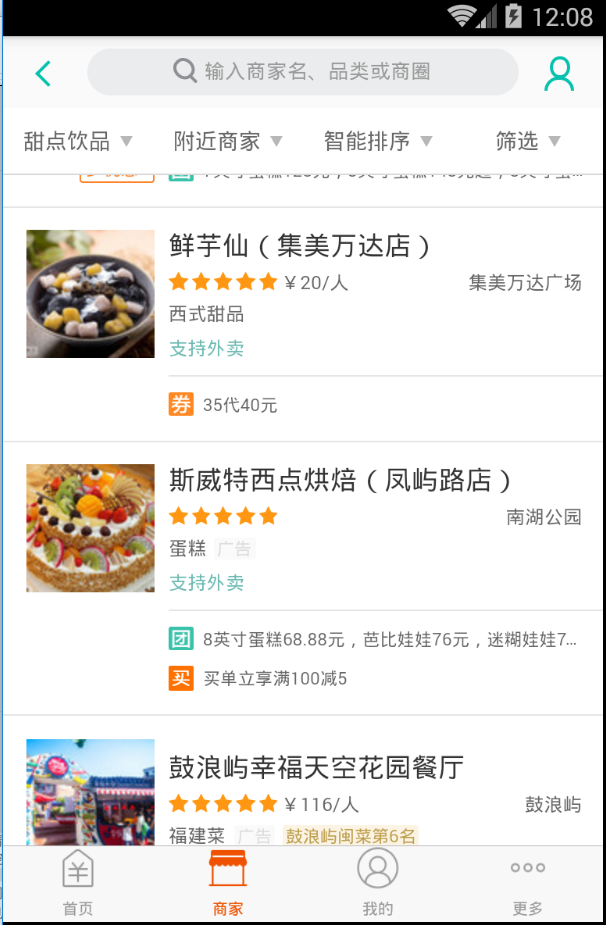 12:08
输入商家名、品类或商圈
甜点饮品 附近商家 智能排序 筛选
团
鲜芋仙（集美万达店）
￥20/人 集美万达广场
西式甜品
支持外卖
券 35代40元
斯威特西点烘焙（凤屿路店）
南湖公园
蛋糕 广告
支持外卖
团 8英寸蛋糕68.88元，芭比娃娃76元，迷糊娃娃7...
买 买单立享满100减5
鼓浪屿幸福天空花园餐厅
￥116/人 鼓浪屿
福建菜 广告 鼓浪屿闽菜第6名
首页 商家 我的 更多